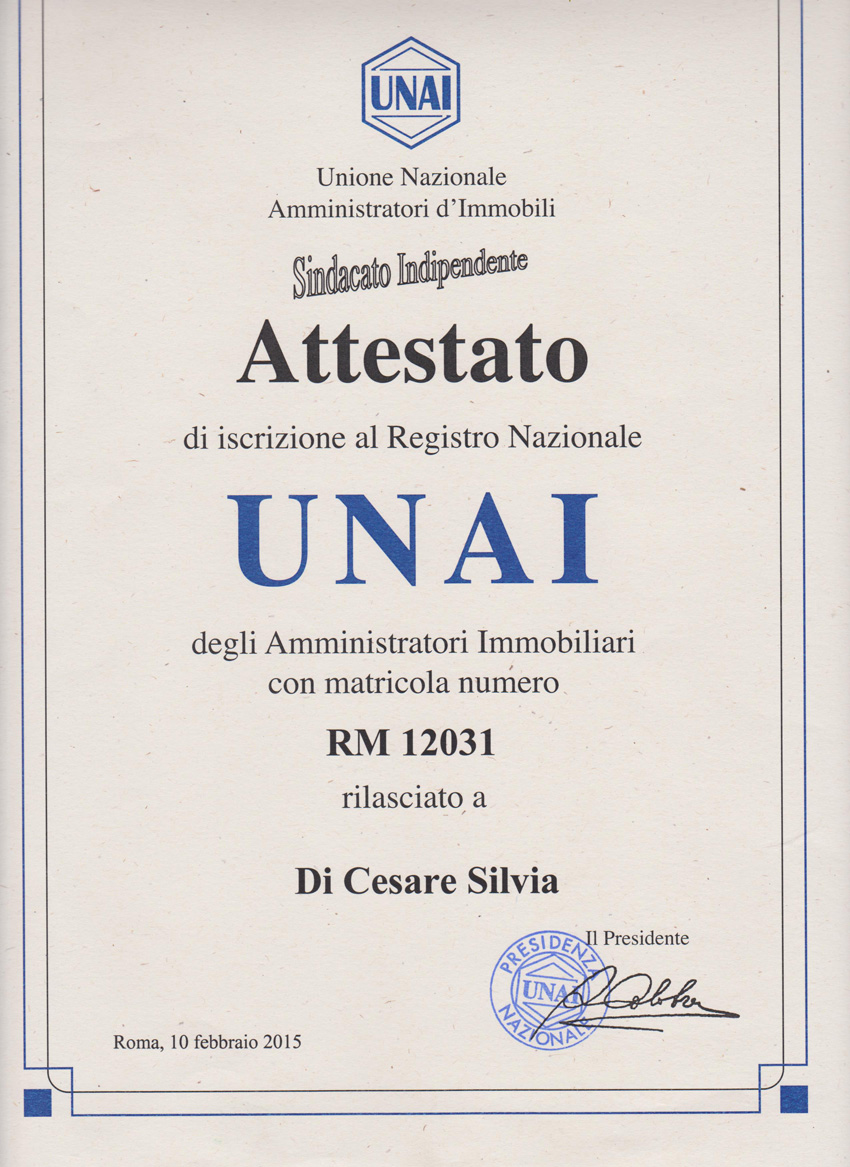 UNAI
Unione Nazionale
Amministratori d'Immobili
Sindacato Indipendente
Attestato
di iscrizione al Registro Nazionale
UNAI
degli Amministratori Immobiliari
con matricola numero
RM 12031
rilasciato a
Di Cesare Silvia
Il Presidente
PRESIDENZA
UNAI
NAZIONALE
Roma, 10 febbraio 2015